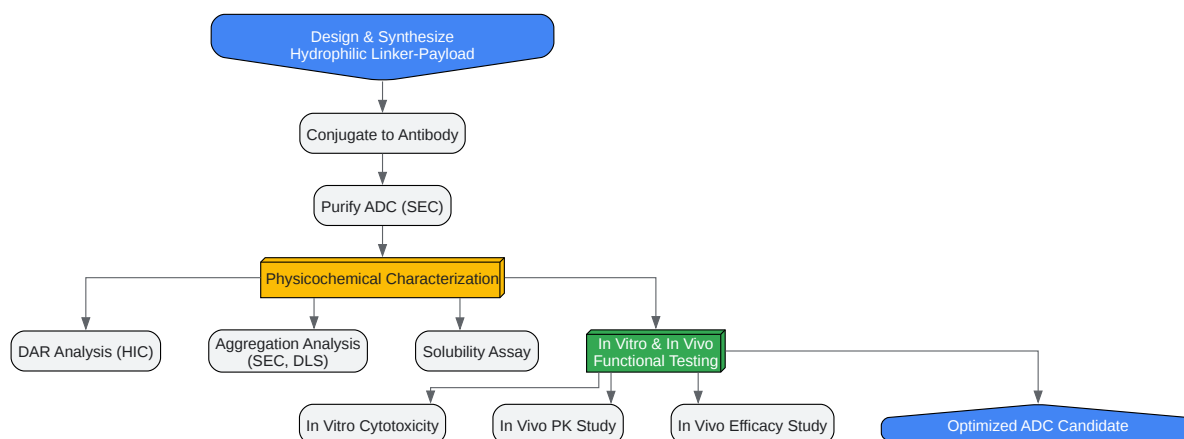 Design & Synthesize
Hydrophilic Linker-Payload
Conjugate to Antibody
Purify ADC (SEC)
Physicochemical Characterization
DAR Analysis (HIC)
Aggregation Analysis
(SEC, DLS)
Solubility Assay
In Vitro & In Vivo
Functional Testing
In Vitro Cytotoxicity
In Vivo PK Study
In Vivo Efficacy Study
Optimized ADC Candidate